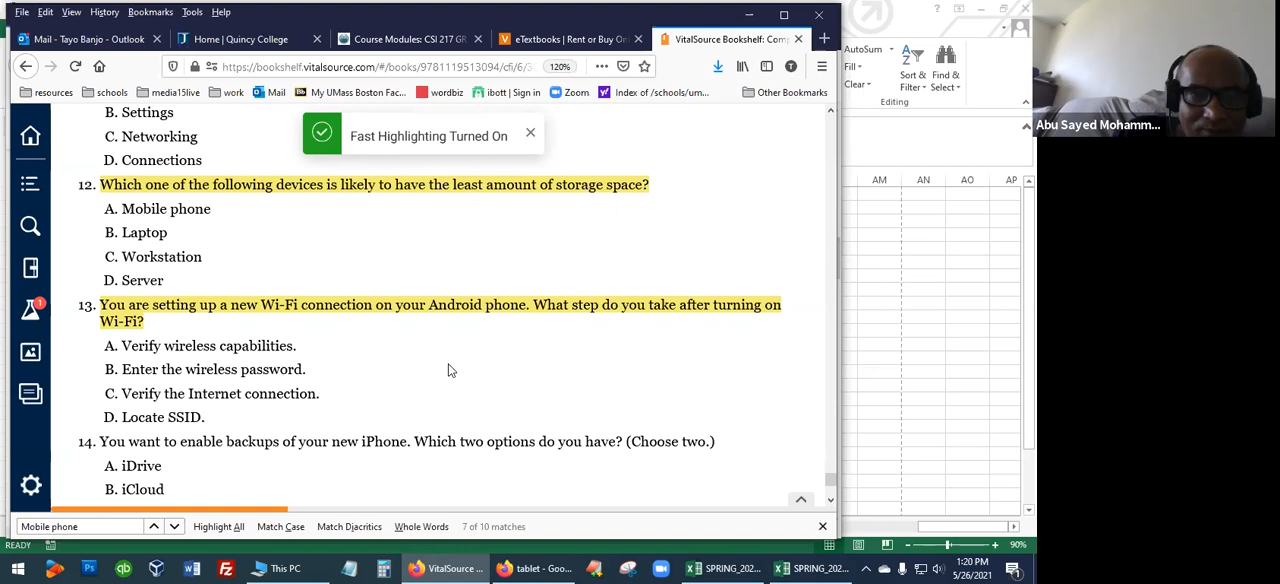 File Edit View History Bookmarks Tools Help
Mail - Tayo Banjo - Outlook
Home | Quincy College
Course Modules: CSI 217 GR
eTextbooks | Rent or Buy On
VitalSource Bookshelf: Comp
https://bookshelf.vitalsource.com/#/books/9781119513094/cfi/6/3
120%
resources schools media15live work Mail My UMass Boston Fac... wordbiz ibott | Sign in Zoom Index of /schools/um... Other Bookmarks
AutoSum
Fill
Clear
Sort & Filter
Find & Select
Editing
Abu Sayed Mohamm...
Fast Highlighting Turned On
B. Settings
C. Networking
D. Connections
12. Which one of the following devices is likely to have the least amount of storage space?
A. Mobile phone
B. Laptop
C. Workstation
D. Server
13. You are setting up a new Wi-Fi connection on your Android phone. What step do you take after turning on
Wi-Fi?
A. Verify wireless capabilities.
B. Enter the wireless password.
C. Verify the Internet connection.
D. Locate SSID.
14. You want to enable backups of your new iPhone. Which two options do you have? (Choose two.)
A. iDrive
B. iCloud
AM AN AO AP
1
Mobile phone
Highlight All Match Case Match Diacritics Whole Words 7 of 10 matches
READY
90%
This PC
VitalSource ...
tablet - Goo...
SPRING_202...
SPRING_202...
1:20 PM
5/26/2021
1